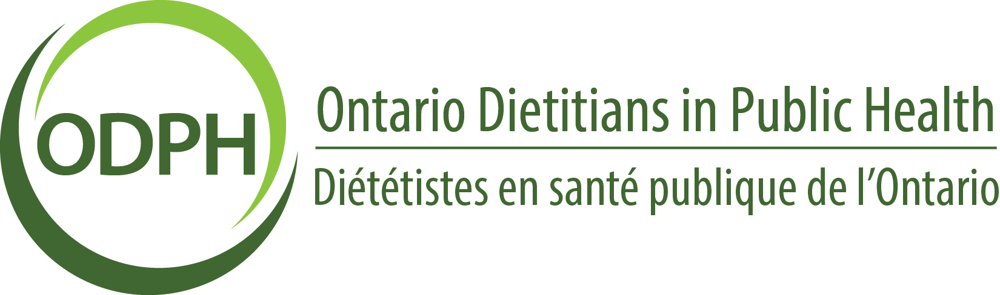 ODPH
Ontario Dietitians in Public Health
Diététistes en santé publique de l’Ontario